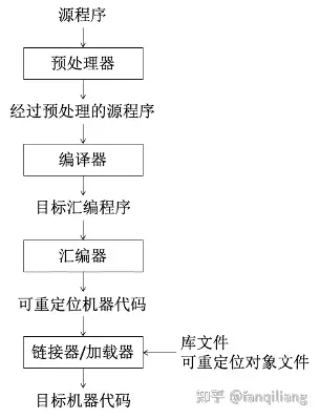 源程序
预处理器
经过预处理的源程序
编译器
目标汇编程序
汇编器
可重定位机器代码
链接器/加载器
库文件
可重定位对象文件
目标机器代码
知乎 @fanqiliang